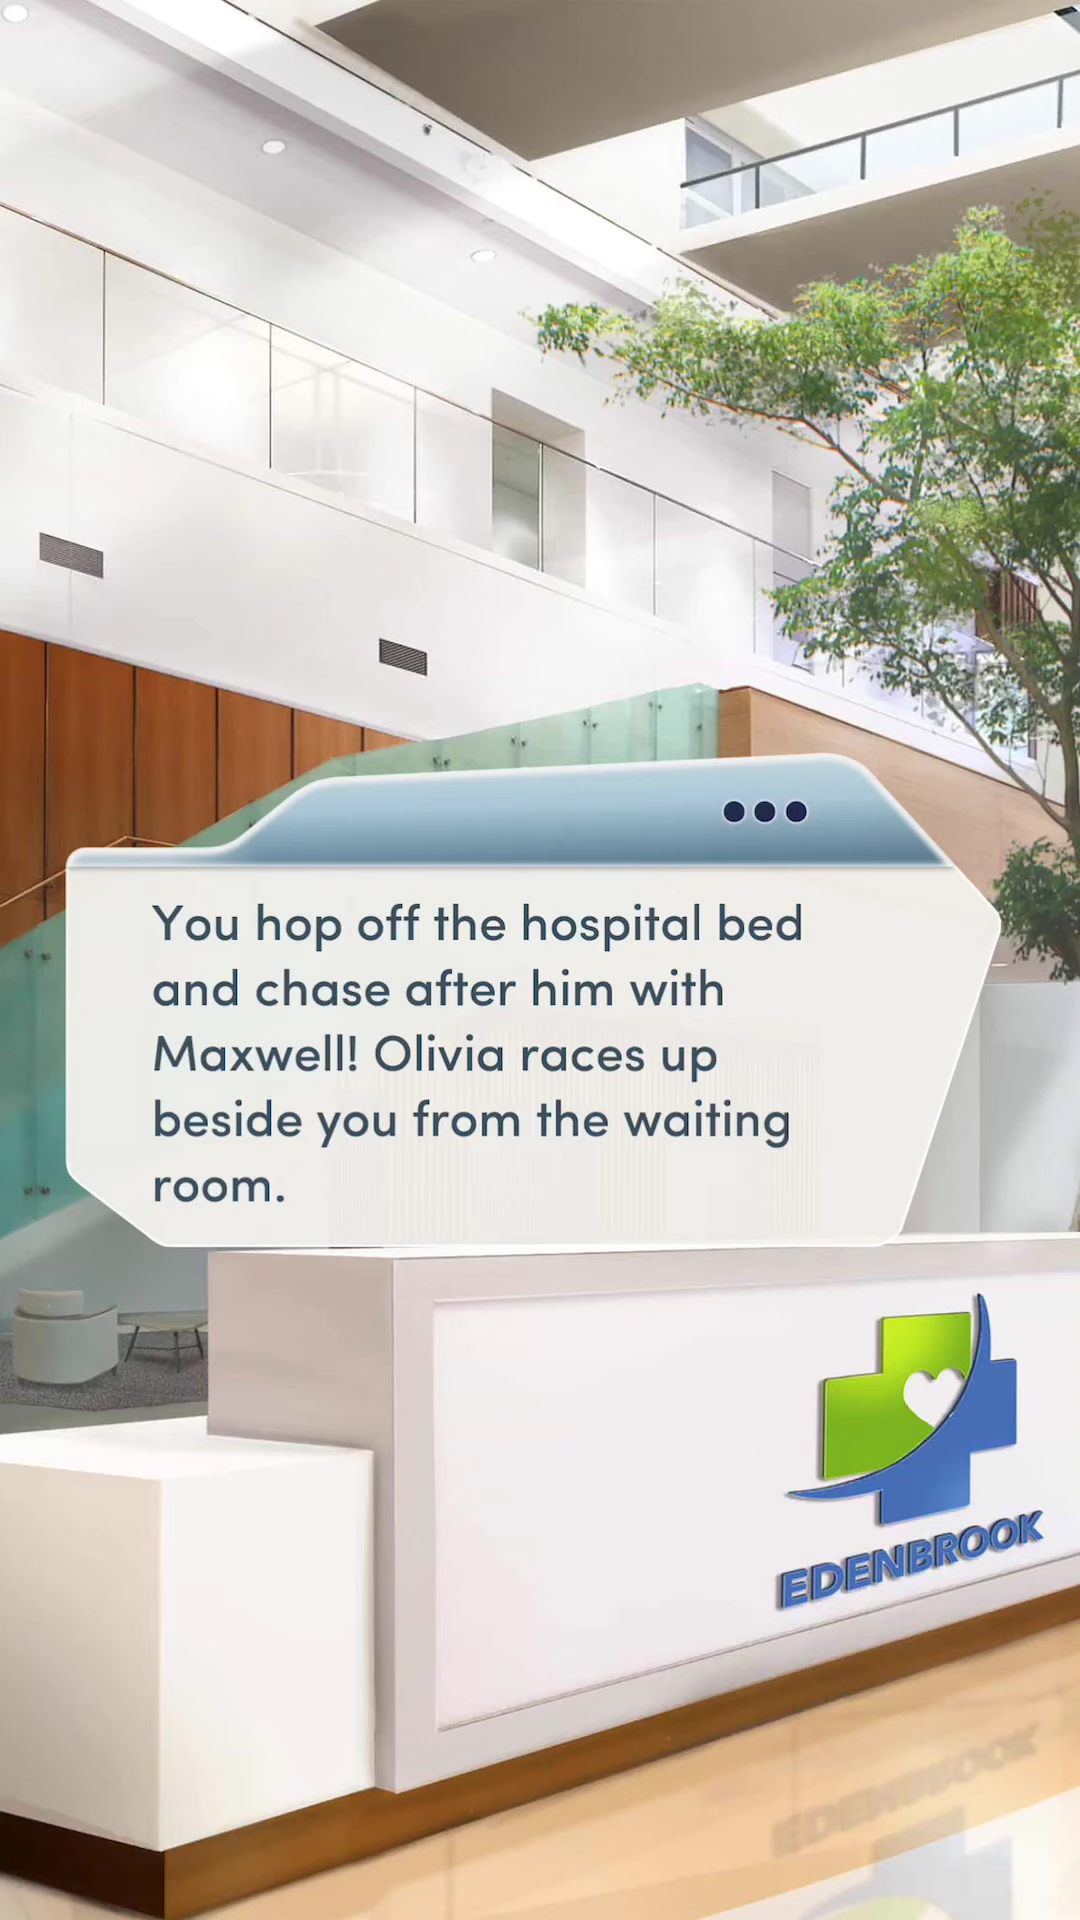 You hop off the hospital bed
and chase after him with
Maxwell! Olivia races up
beside you from the waiting
room.
EDENBROOK
EDENBROOK